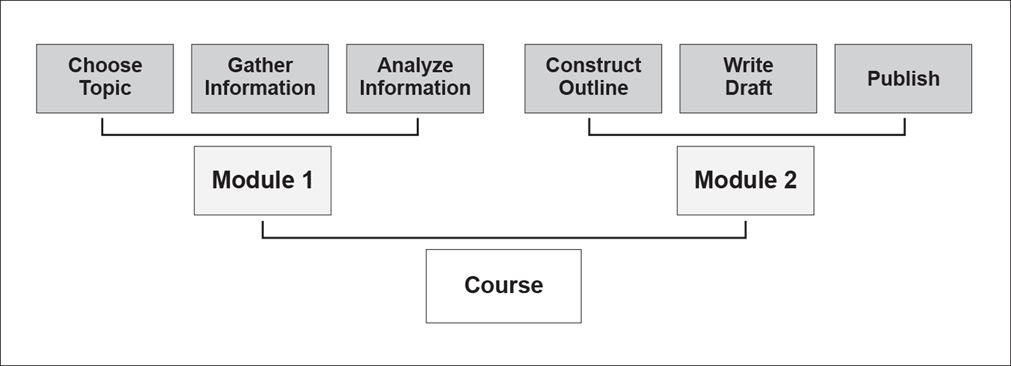 Choose
Topic
Gather
Information
Analyze
Information
Construct
Outline
Write
Draft
Publish
Module 1
Module 2
Course